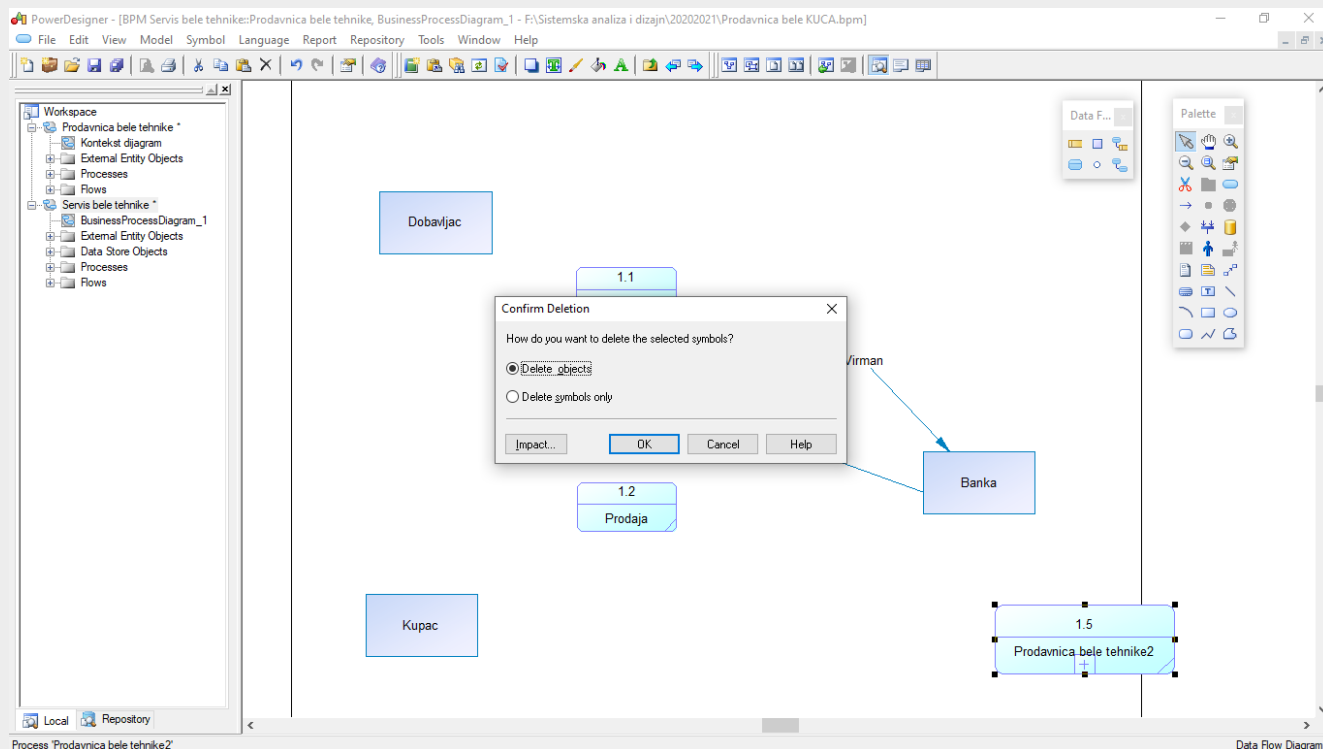 PowerDesigner - [BPM Servis bele tehnike::Prodavnica bele tehnike, BusinessProcessDiagram_1 - F:\Sistemska analiza i dizajn\20202021\Prodavnica bele KUCA.bpm]
File Edit View Model Symbol Language Report Repository Tools Window Help
Workspace
Prodavnica bele tehnike *
Kontekst dijagram
External Entity Objects
Processes
Flows
Servis bele tehnike *
BusinessProcessDiagram_1
External Entity Objects
Data Store Objects
Processes
Flows
Local Repository
Data F...
Palette
Dobavljac
1.1
Confirm Deletion
How do you want to delete the selected symbols?
Delete objects
Delete symbols only
Impact... OK Cancel Help
Virman
Banka
1.2
Prodaja
Kupac
1.5
Prodavnica bele tehnike2
Process 'Prodavnica bele tehnike2' Data Flow Diagram